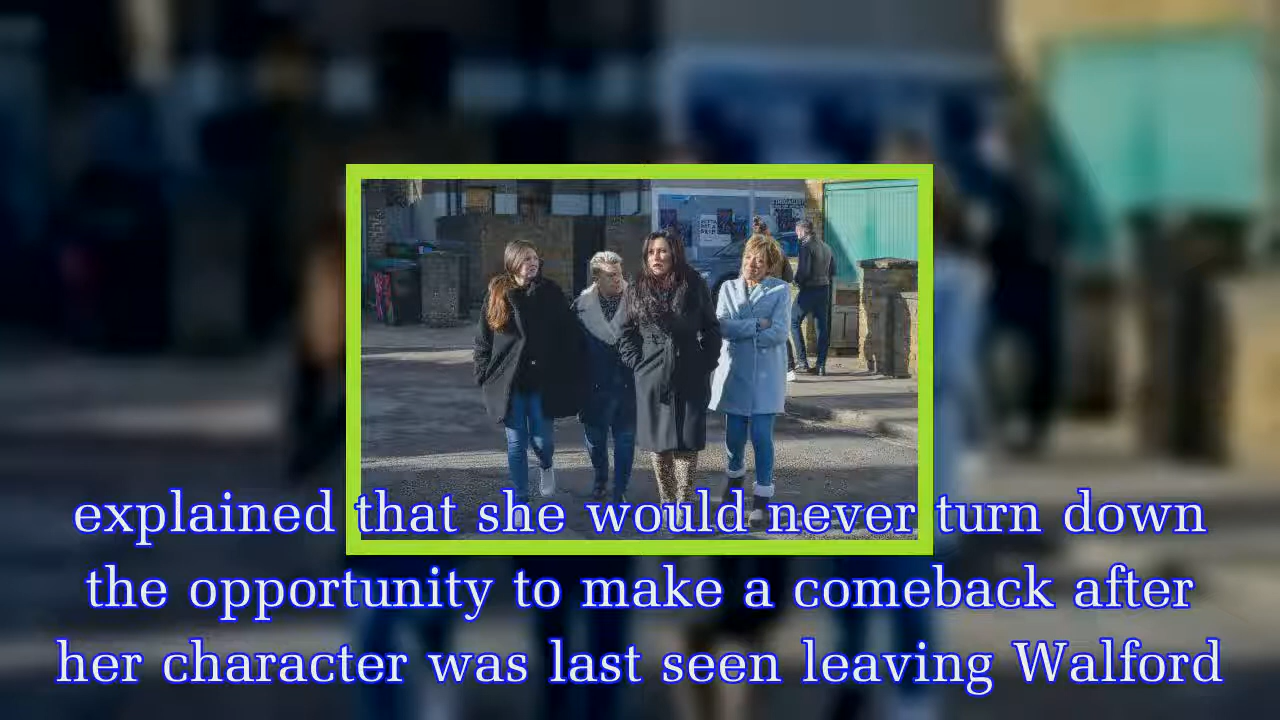 explained that she would never turn down
the opportunity to make a comeback after
her character was last seen leaving Walford